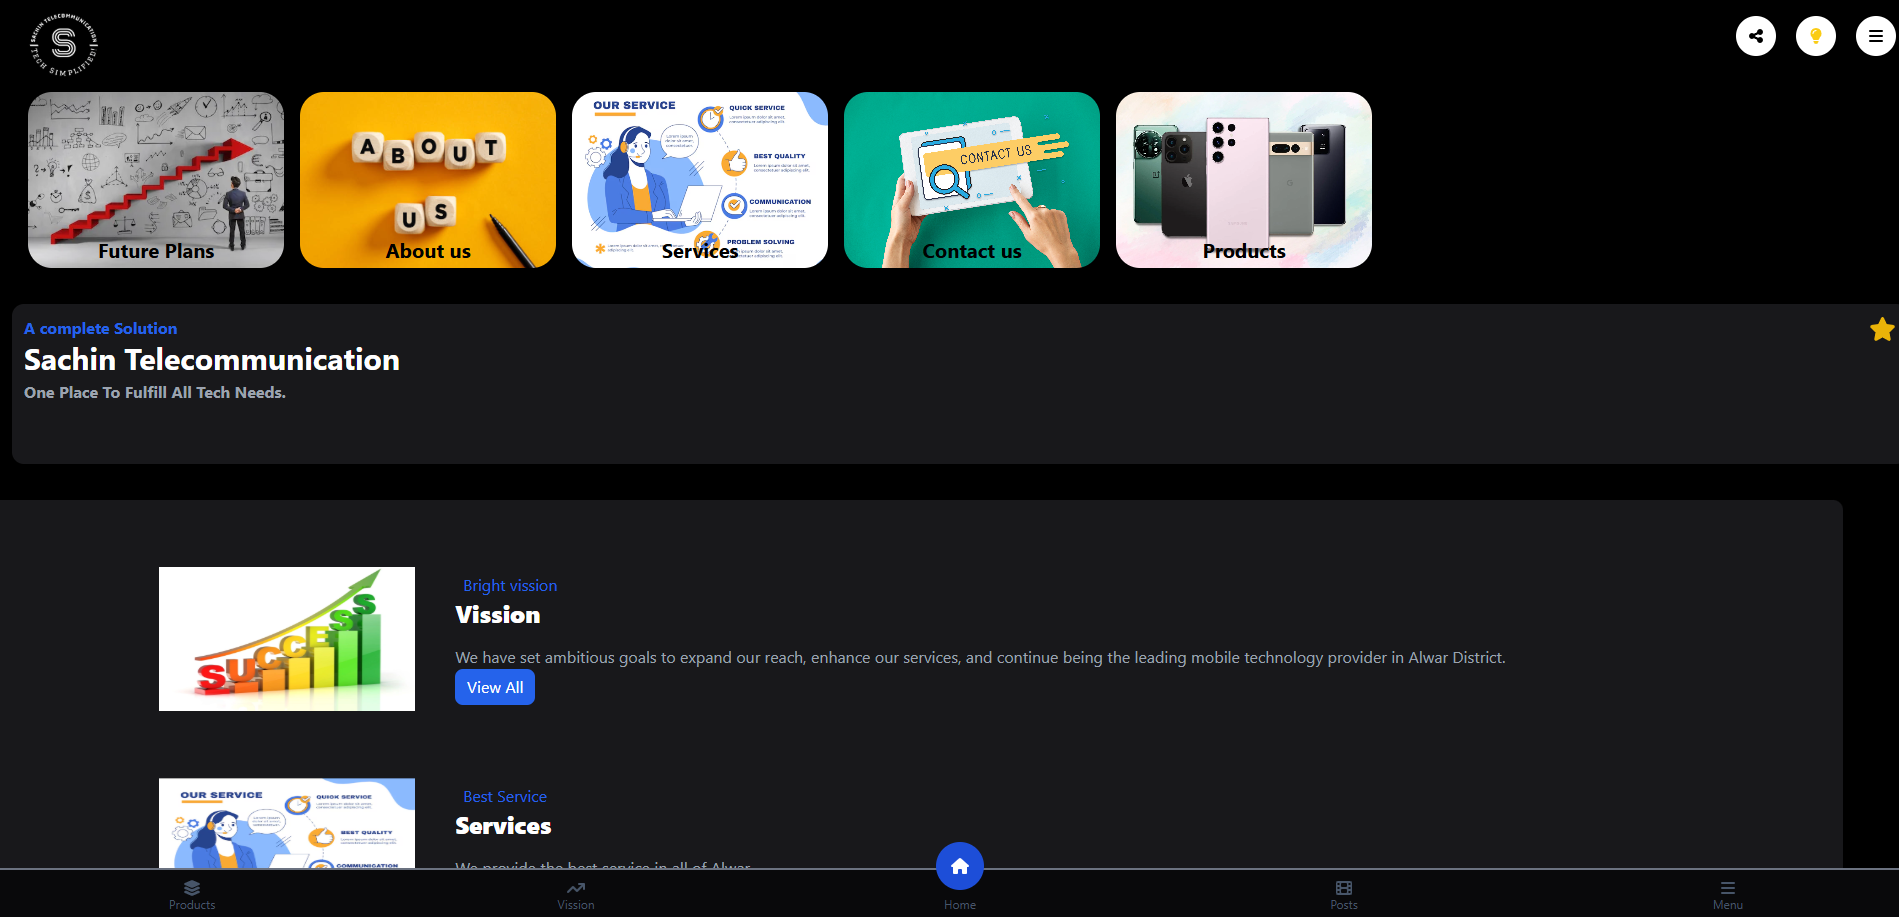 SACHIN TELECOMMUNICATION
TECH SIMPLIFIED
Future Plans
ABOUT
US
About us
OUR SERVICE
QUICK SERVICE
BEST QUALITY
COMMUNICATION
PROBLEM SOLVING
Services
CONTACT US
Contact us
Products
A complete Solution
Sachin Telecommunication
One Place To Fulfill All Tech Needs.
SUCCESS
Bright vission
Vission
We have set ambitious goals to expand our reach, enhance our services, and continue being the leading mobile technology provider in Alwar District.
View All
OUR SERVICE
QUICK SERVICE
BEST QUALITY
COMMUNICATION
Best Service
Services
We provide the best service in all of Alwar
Products
Vission
Home
Posts
Menu